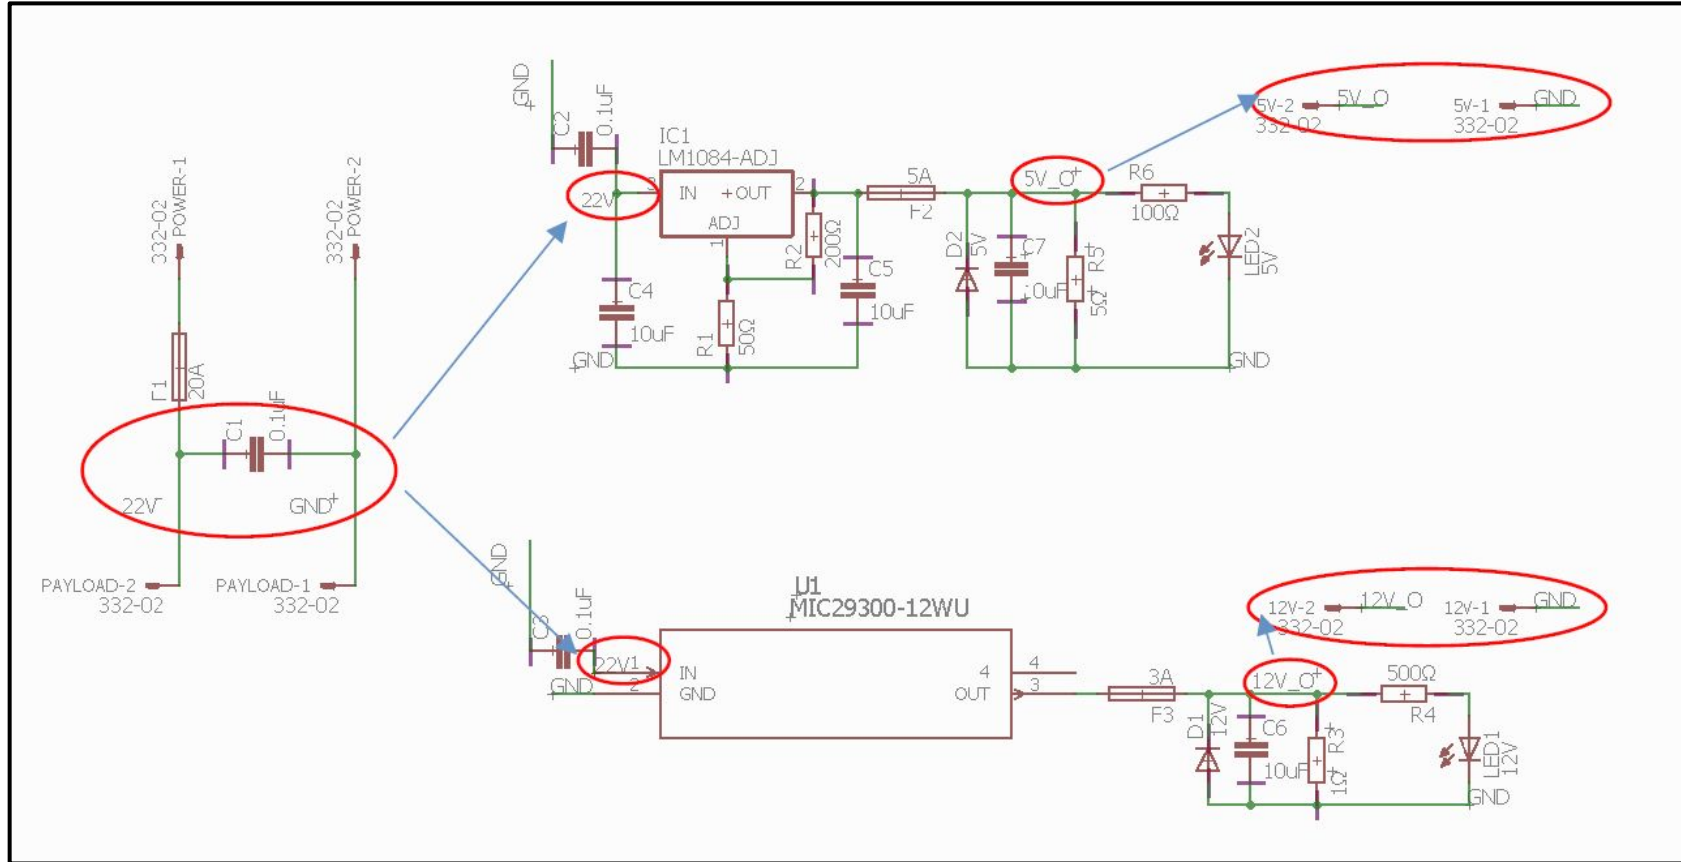 332-02
POWER-1
332-02
POWER-2
F1
20A
C1
0.1uF
22V
GND
PAYLOAD-2
332-02
PAYLOAD-1
332-02
GND
C2
0.1uF
IC1
LM1084-ADJ
22V
3
IN
+OUT
2
ADJ
1
C4
10uF
GND
R1
50Ω
R2
200Ω
C5
10uF
5A
F2
D2
5V
C7
10uF
5V_O
R5
5Ω
R6
100Ω
LED2
5V
GND
5V-2
5V_O
332-02
5V-1
GND
332-02
GND
C3
0.1uF
22V
1
GND
2
U1
MIC29300-12WU
IN
GND
4
4
OUT
3
3A
F3
D1
12V
C6
10uF
12V_O
R3
1Ω
500Ω
R4
LED1
12V
GND
12V-2
12V_O
332-02
12V-1
GND
332-02